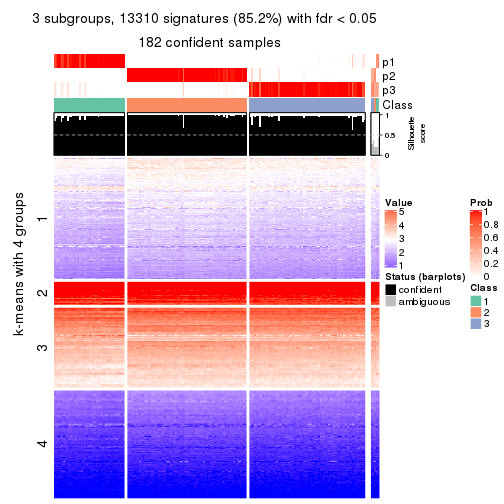 3 subgroups, 13310 signatures (85.2%) with fdr < 0.05
182 confident samples
p1
p2
p3
Class
1
0.5
0
Silhouette
score
k-means with 4 groups
1
2
3
4
Value
5
4
3
2
1
Status (barplots)
confident
ambiguous
Prob
1
0.8
0.6
0.4
0.2
0
Class
1
2
3